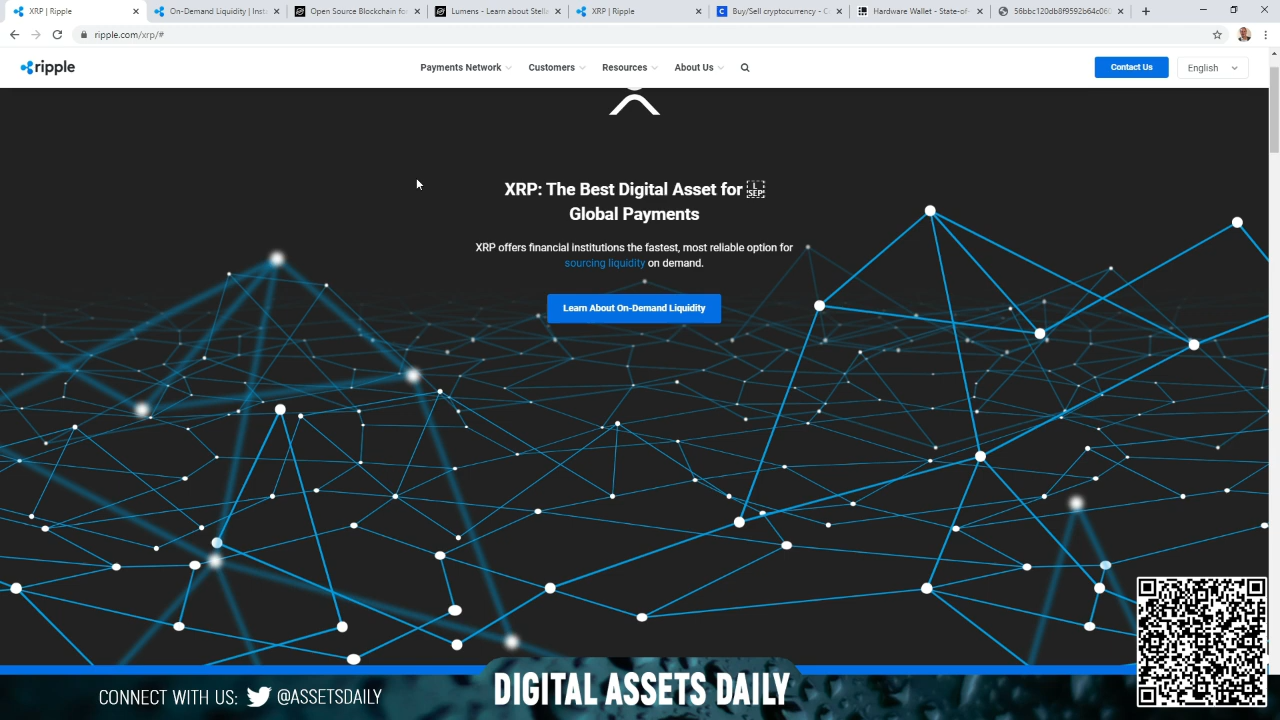 XRP | Ripple
On-Demand Liquidity | Inst
Open Source Blockchain for
Lumens - Learn about Stell
XRP | Ripple
Buy/Sell cryptocurrency - C
Hardware Wallet - State-of-
56bbc120db8f9592b64c06
ripple.com/xrp/#
ripple
Payments Network
Customers
Resources
About Us
Contact Us
English
XRP: The Best Digital Asset for L SEP
Global Payments
XRP offers financial institutions the fastest, most reliable option for
sourcing liquidity on demand.
Learn About On-Demand Liquidity
CONNECT WITH US: @ASSETSDAILY
DIGITAL ASSETS DAILY